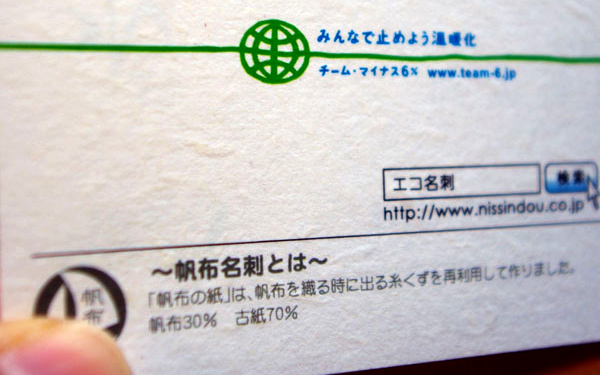 みんなで止めよう温暖化
チーム・マイナス6% www.team-6.jp
エコ名刺 検索
http://www.nissindou.co.jp
～帆布名刺とは～
「帆布の紙」は、帆布を織る時に出る糸くずを再利用して作りました。
帆布30% 古紙70%
帆布